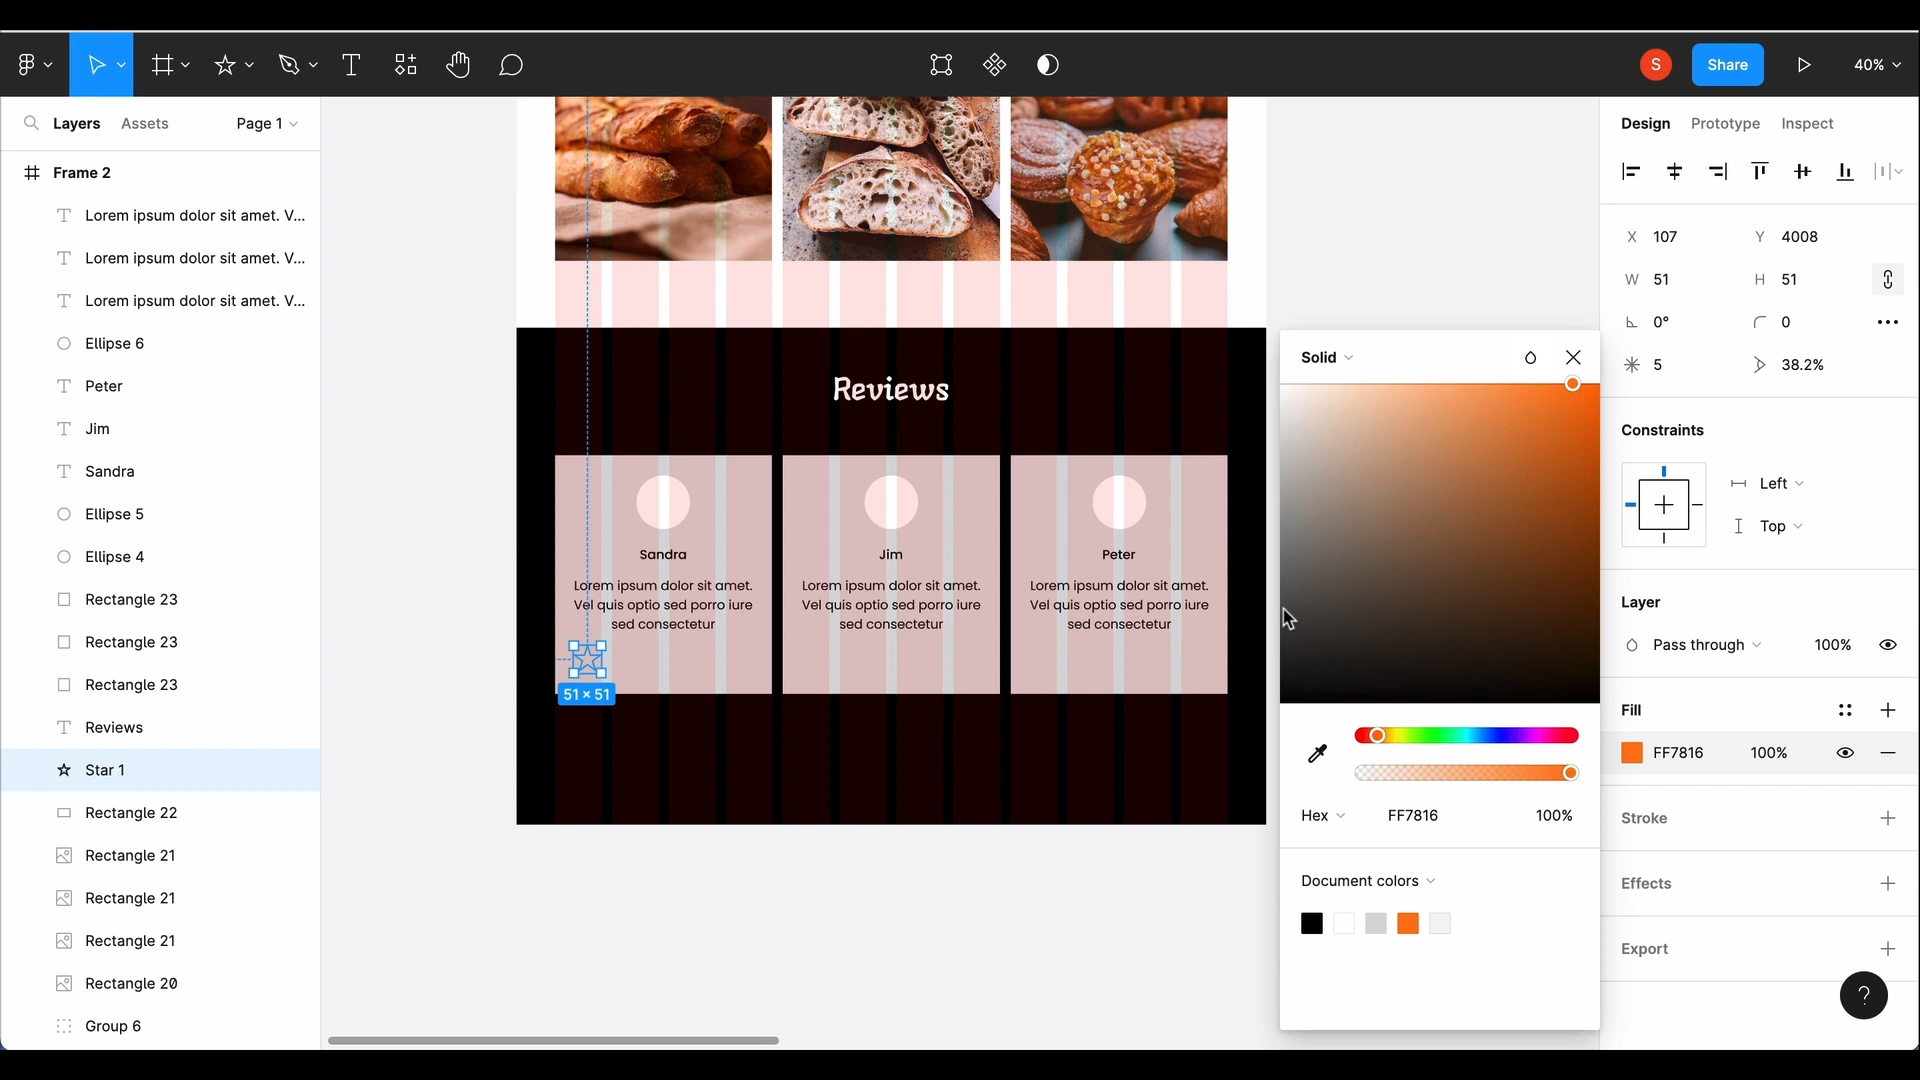 S
Share
40%
Layers
Assets
Page 1
Design
Prototype
Inspect
Frame 2
Lorem ipsum dolor sit amet. V...
Lorem ipsum dolor sit amet. V...
Lorem ipsum dolor sit amet. V...
Ellipse 6
Peter
Jim
Sandra
Ellipse 5
Ellipse 4
Rectangle 23
Rectangle 23
Rectangle 23
Reviews
Star 1
Rectangle 22
Rectangle 21
Rectangle 21
Rectangle 21
Rectangle 20
Group 6
Reviews
Sandra
Lorem ipsum dolor sit amet.
Vel quis optio sed porro iure
sed consectetur
Jim
Lorem ipsum dolor sit amet.
Vel quis optio sed porro iure
sed consectetur
Peter
Lorem ipsum dolor sit amet.
Vel quis optio sed porro iure
sed consectetur
51 × 51
Solid
Hex FF7816 100%
Document colors
X 107 Y 4008
W 51 H 51
0° 0
5 38.2%
Constraints
Left
Top
Layer
Pass through 100%
Fill
FF7816 100%
Stroke
Effects
Export
?